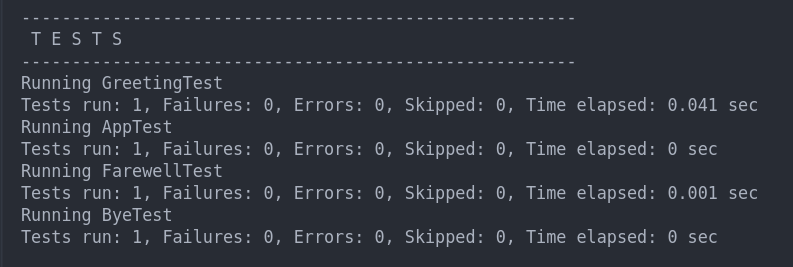 -------------------------------------------------------
T E S T S
-------------------------------------------------------
Running GreetingTest
Tests run: 1, Failures: 0, Errors: 0, Skipped: 0, Time elapsed: 0.041 sec
Running AppTest
Tests run: 1, Failures: 0, Errors: 0, Skipped: 0, Time elapsed: 0 sec
Running FarewellTest
Tests run: 1, Failures: 0, Errors: 0, Skipped: 0, Time elapsed: 0.001 sec
Running ByeTest
Tests run: 1, Failures: 0, Errors: 0, Skipped: 0, Time elapsed: 0 sec